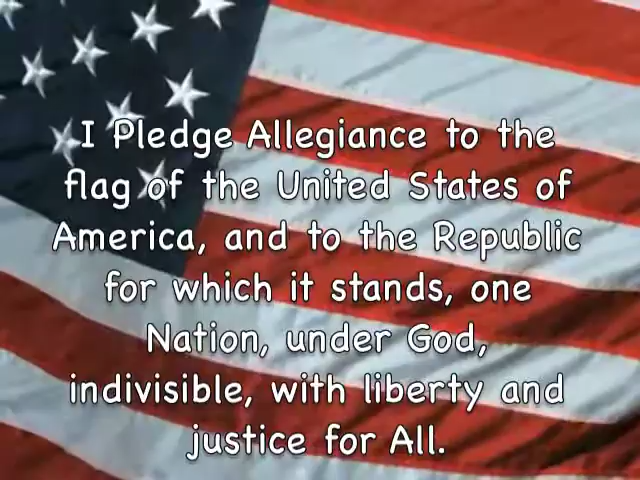 I Pledge Allegiance to the
flag of the United States of
America, and to the Republic
for which it stands, one
Nation, under God,
indivisible, with liberty and
justice for All.